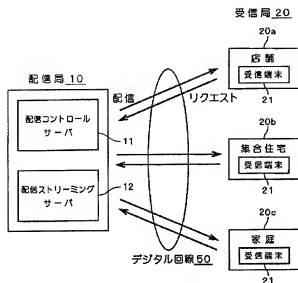 受信局 20
20a
店舗
受信端末
21
配信局 10
配信
リクエスト
配信コントロール
サーバ
11
20b
集合住宅
受信端末
21
配信ストリーミング
サーバ
12
20c
家庭
受信端末
21
デジタル回線 50